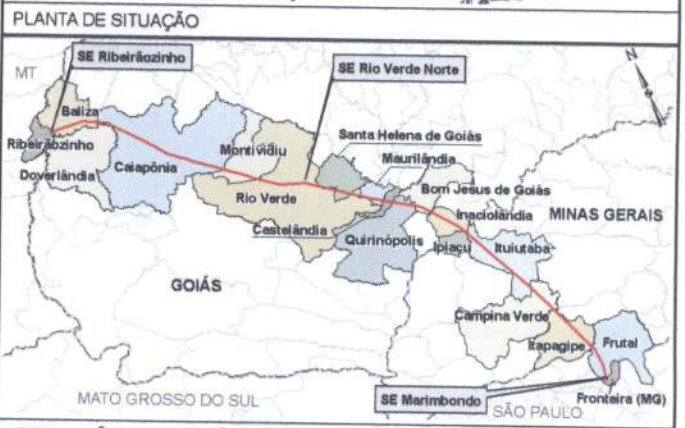 PLANTA DE SITUAÇÃO
SE Ribeirãozinho
MT
SE Rio Verde Norte
N
Baliza
Santa Helena de Goiás
Ribeirãozinho
Montividiu
Maurilândia
Doverlândia
Caiapônia
Bom Jesus de Goiás
Rio Verde
Inaciolândia
MINAS GERAIS
Castelândia
Quirinópolis
Ipiaçu
Ituiutaba
GOIÁS
Campina Verde
Itapagipe
Frutal
MATO GROSSO DO SUL
SE Marimbondo
Fronteira (MG)
SÃO PAULO